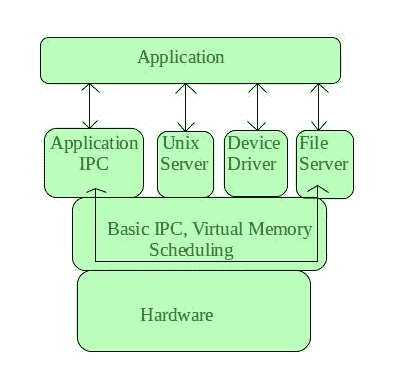 Application
Application
IPC
Unix
Server
Device
Driver
File
Server
Basic IPC, Virtual Memory
Scheduling
Hardware